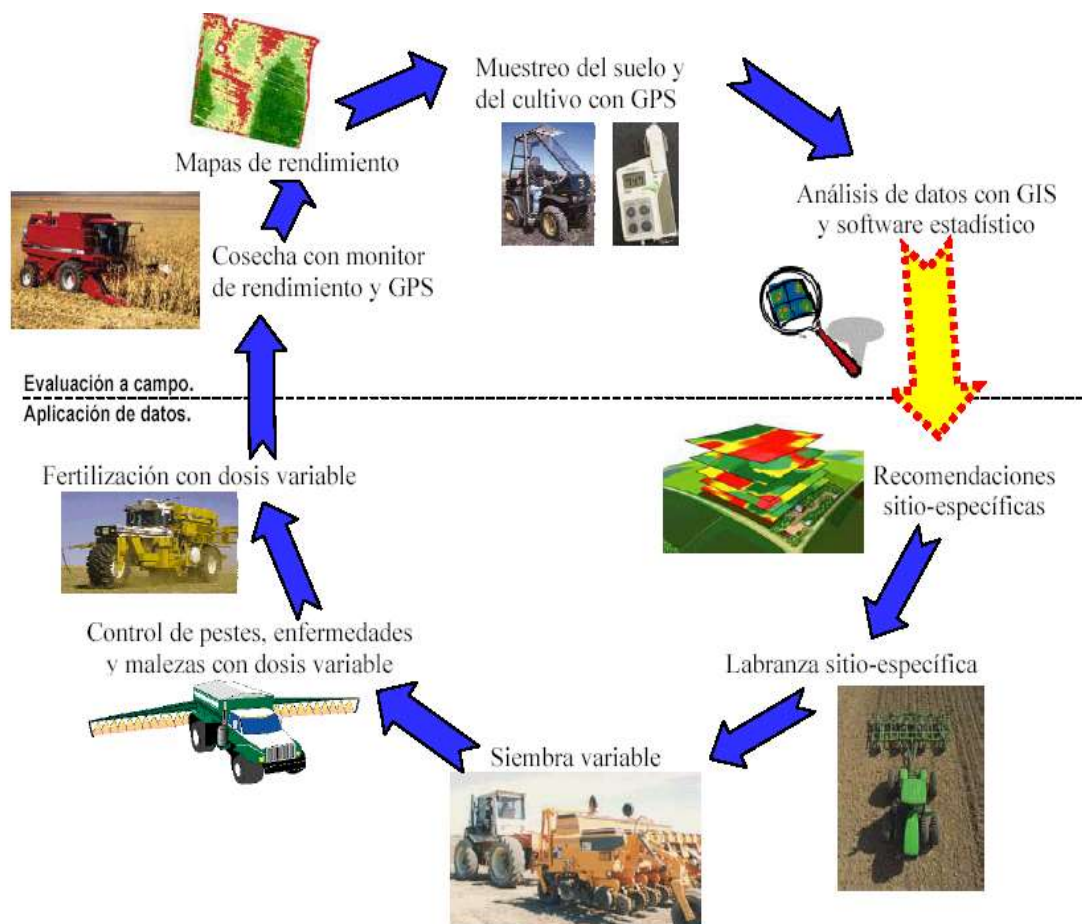 Muestreo del suelo y
del cultivo con GPS
Mapas de rendimiento
Análisis de datos con GIS
y software estadístico
Cosecha con monitor
de rendimiento y GPS
Evaluación a campo.
Aplicación de datos.
Fertilización con dosis variable
Recomendaciones
sitio-específicas
Control de pestes, enfermedades
y malezas con dosis variable
Labranza sitio-específica
Siembra variable